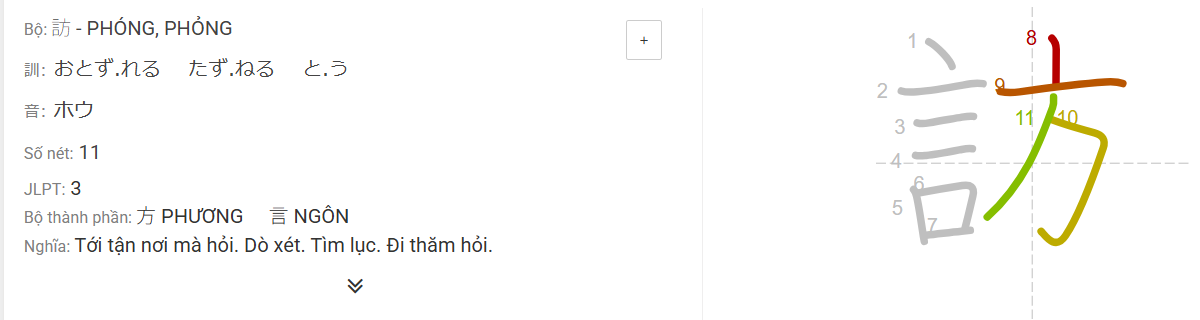 Bộ: 訪 - PHÓNG, PHỎNG
+
訓: おとず.れる たず.ねる と.う
音: ホウ
Số nét: 11
JLPT: 3
Bộ thành phần: 方 PHƯƠNG 言 NGÔN
Nghĩa: Tới tận nơi mà hỏi. Dò xét. Tìm lục. Đi thăm hỏi.
訪
1
2
3
4
5
6
7
8
9
10
11